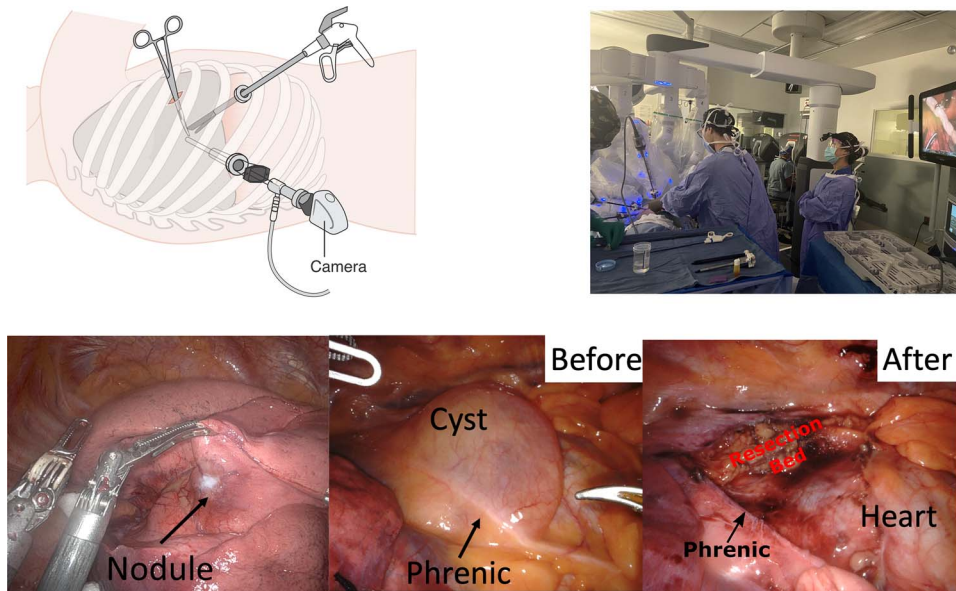 Camera
Nodule
Before
Cyst
Phrenic
After
Resection
Bed
Heart
Phrenic